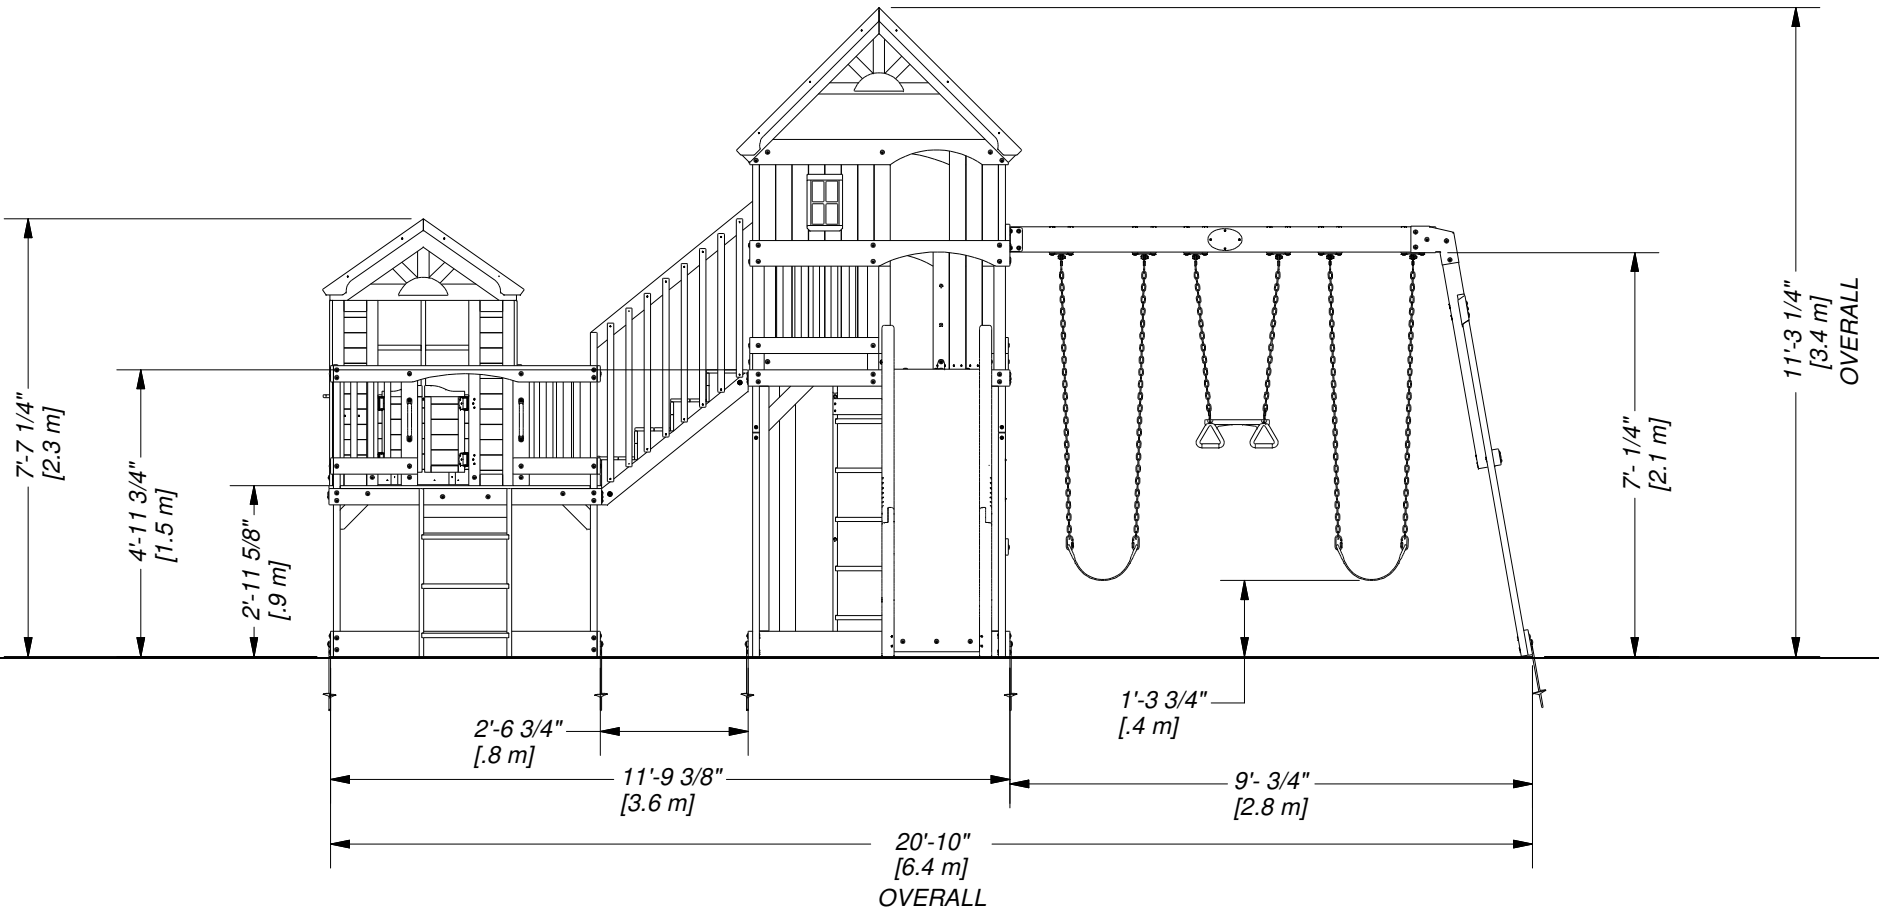 7'-7 1/4"
[2.3 m]
4'-11 3/4"
[1.5 m]
2'-11 5/8"
[.9 m]
11'-3 1/4"
[3.4 m]
OVERALL
7'- 1/4"
[2.1 m]
1'-3 3/4"
[.4 m]
2'-6 3/4"
[.8 m]
11'-9 3/8"
[3.6 m]
9'- 3/4"
[2.8 m]
20'-10"
[6.4 m]
OVERALL